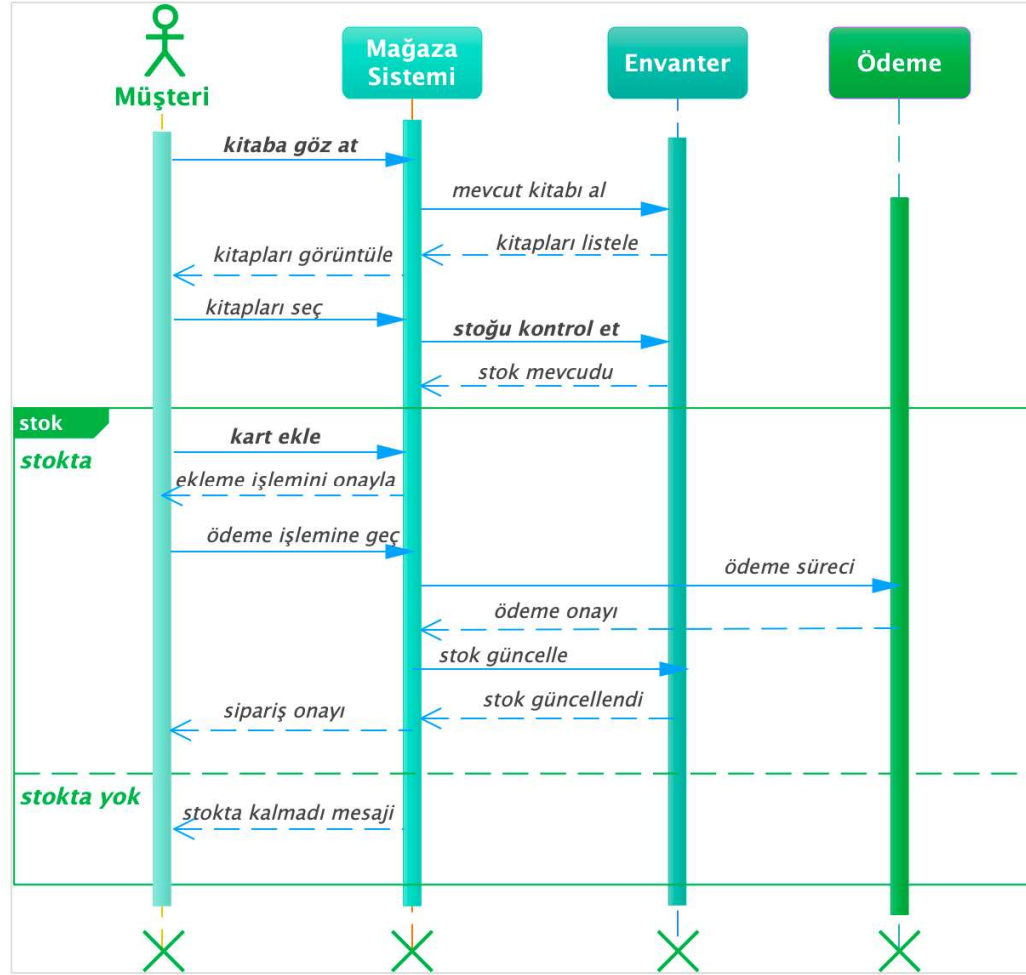 Müşteri
Mağaza
Sistemi
Envanter
Ödeme
kitaba göz at
mevcut kitabı al
kitapları listele
kitapları görüntüle
kitapları seç
stoğu kontrol et
stok mevcudu
stok
kart ekle
stokta
ekleme işlemini onayla
ödeme işlemine geç
ödeme süreci
ödeme onayı
stok güncelle
stok güncellendi
sipariş onayı
stokta yok
stokta kalmadı mesaji